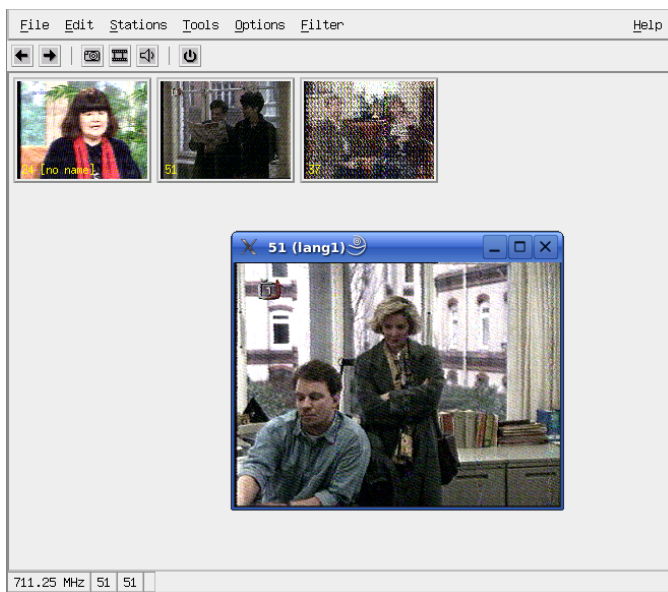 File Edit Stations Tools Options Filter Help
24 [no name]
51
37
51 (lang1)
711.25 MHz 51 51